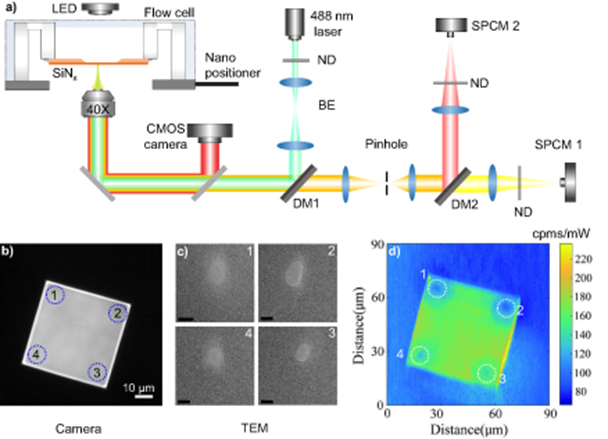 a)
LED
Flow cell
SiNx
Nano
positioner
40X
CMOS
camera
488 nm
laser
ND
BE
DM1
Pinhole
SPCM 2
ND
DM2
SPCM 1
ND
b)
1
2
3
4
10 µm
Camera
c)
1
2
4
3
TEM
d)
cpms/mW
Distance(µm)
90
60
30
0
1
2
3
4
0 30 60 90
Distance(µm)
220
200
180
160
140
120
100
80